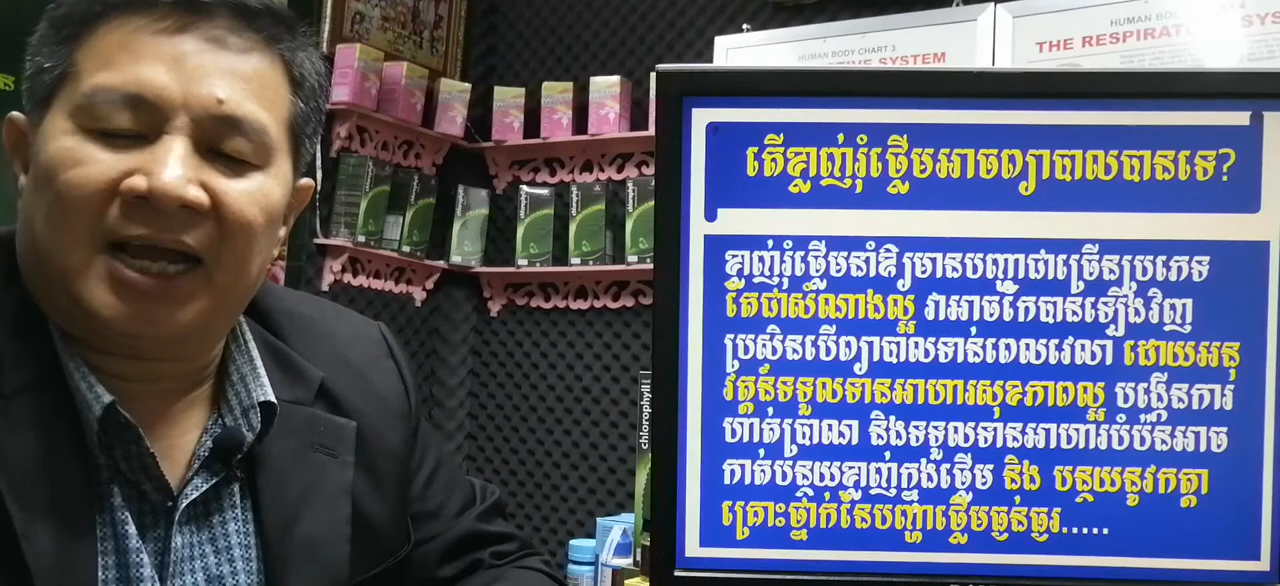 HUMAN BODY CHART 3
HUMAN BO
THE RESPIRAT
SYS
SYSTEM
តើខ្លាញ់រុំថ្លើមអាចព្យាបាលបានទេ?
ខ្លាញ់រុំថ្លើមនាំឱ្យមានបញ្ហាជាច្រើនប្រភេទ
តែជាសំណាងល្អ វាអាចកែបានឡើងវិញ
ប្រសិនបើព្យាបាលទាន់ពេលវេលា ដោយអនុ
វត្តន៍ទទួលទានអាហារសុខភាពល្អ បង្កើនការ
ហាត់ប្រាណ និងទទួលទានអាហារបំប៉នអាច
កាត់បន្ថយខ្លាញ់ក្នុងថ្លើម និង បន្ថយនូវកត្តា
គ្រោះថ្នាក់នៃបញ្ហាថ្លើមធ្ងន់ធ្ងរ.....
chlorophyll
chlorophyll
chlorophyll
chlorophyll